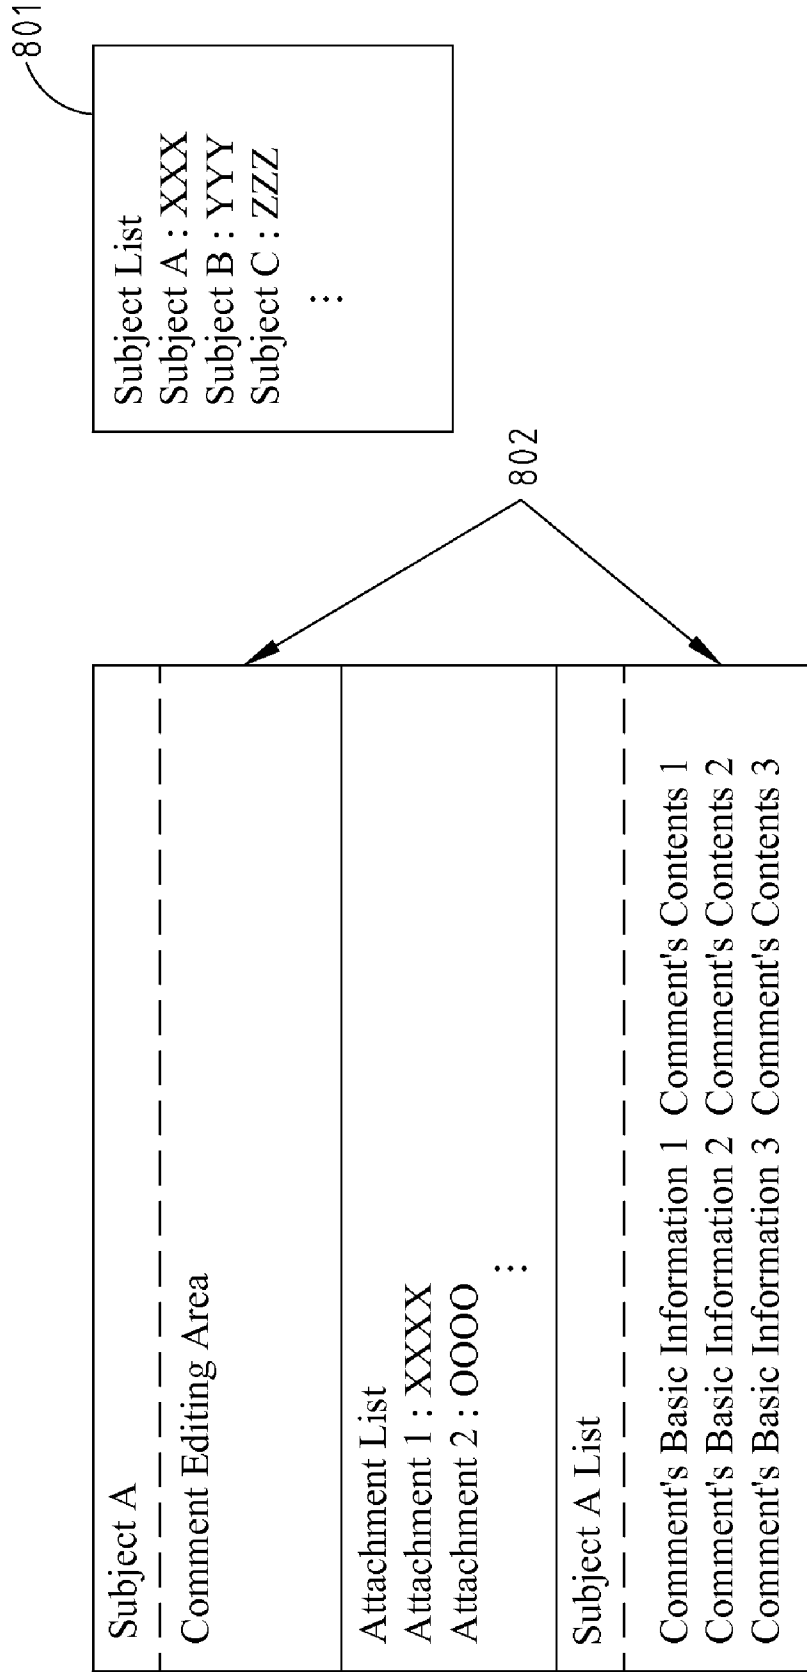 Subject A
Comment Editing Area
Attachment List
Attachment 1 : XXXX
Attachment 2 : OOOO
⋮
Subject A List
Comment's Basic Information 1 Comment's Contents 1
Comment's Basic Information 2 Comment's Contents 2
Comment's Basic Information 3 Comment's Contents 3
802
Subject List
Subject A : XXX
Subject B : YYY
Subject C : ZZZ
⋮
801